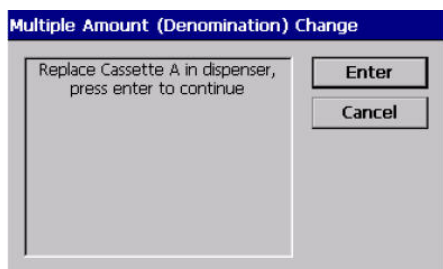 Multiple Amount (Denomination) Change
Replace Cassette A in dispenser,
press enter to continue
Enter
Cancel